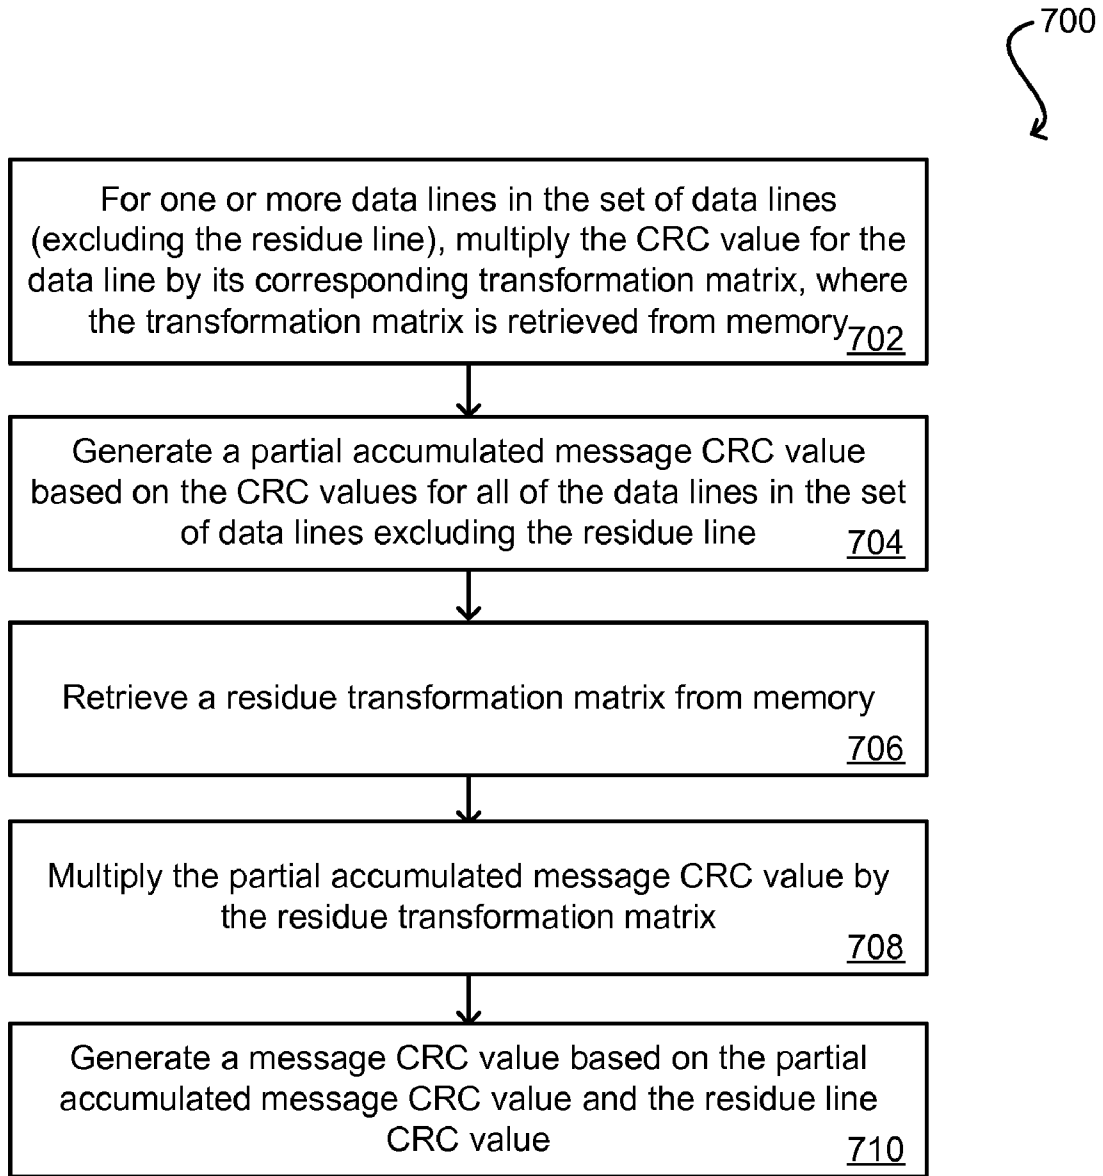 700
For one or more data lines in the set of data lines
(excluding the residue line), multiply the CRC value for the
data line by its corresponding transformation matrix, where
the transformation matrix is retrieved from memory
702
Generate a partial accumulated message CRC value
based on the CRC values for all of the data lines in the set
of data lines excluding the residue line
704
Retrieve a residue transformation matrix from memory
706
Multiply the partial accumulated message CRC value by
the residue transformation matrix
708
Generate a message CRC value based on the partial
accumulated message CRC value and the residue line
CRC value
710